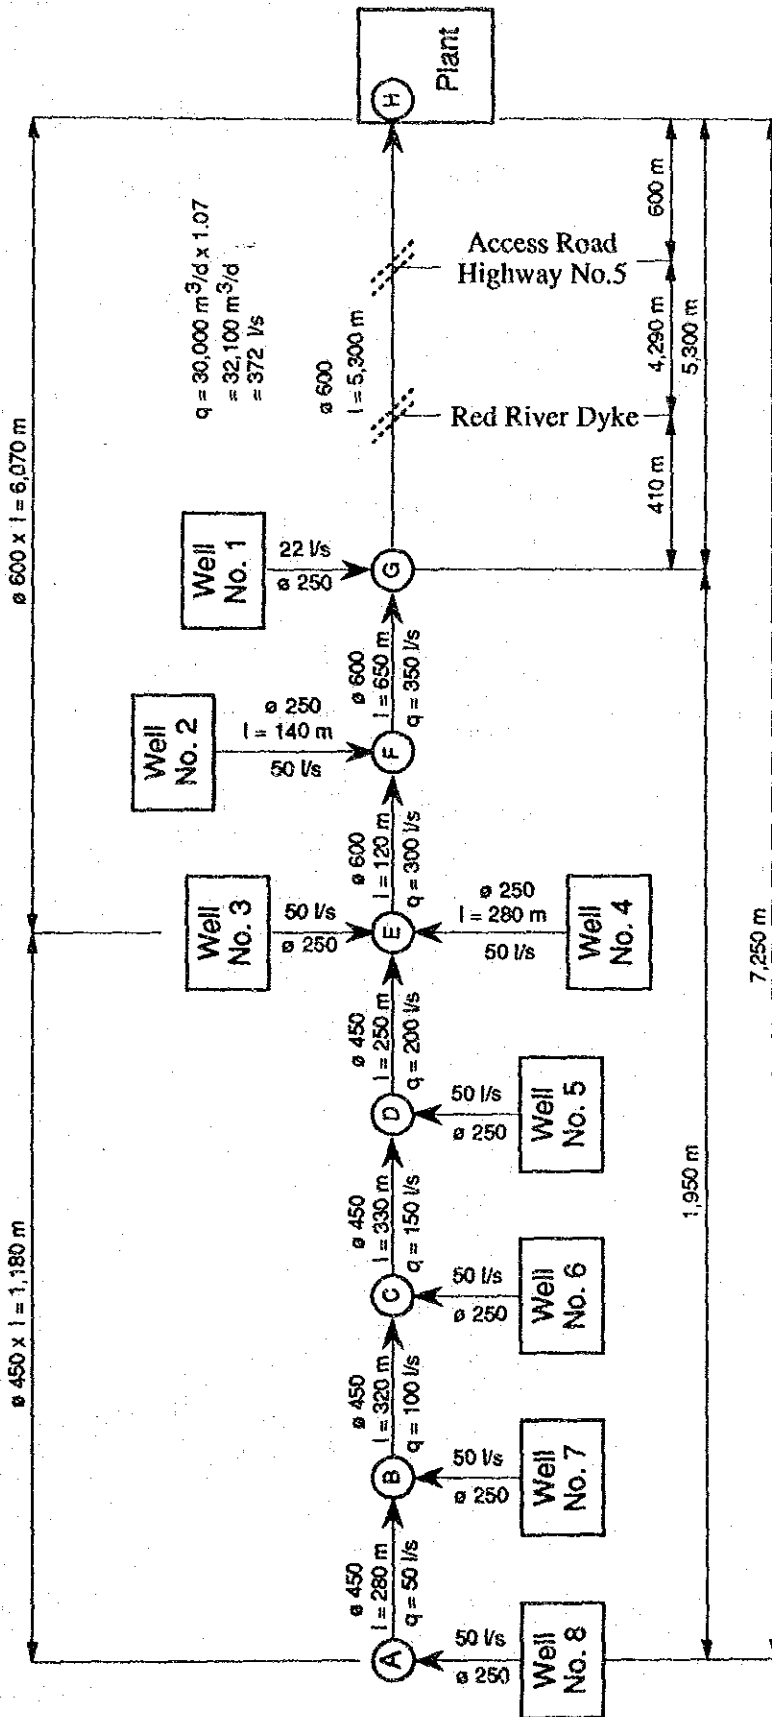 ø 450 x l = 1,180 m
ø 600 x l = 6,070 m
q = 30,000 m³/d x 1.07
= 32,100 m³/d
= 372 l/s
Well
No. 3
50 l/s
ø 250
Well
No. 2
ø 250
l = 140 m
50 l/s
Well
No. 1
22 l/s
ø 250
A
ø 450
l = 280 m
q = 50 l/s
B
ø 450
l = 320 m
q = 100 l/s
C
ø 450
l = 330 m
q = 150 l/s
D
ø 450
l = 250 m
q = 200 l/s
E
ø 600
l = 120 m
q = 300 l/s
F
ø 600
l = 650 m
q = 350 l/s
G
ø 600
l = 5,300 m
H
Plant
Red River Dyke
Access Road
Highway No.5
50 l/s
ø 250
Well
No. 8
50 l/s
ø 250
Well
No. 7
50 l/s
ø 250
Well
No. 6
50 l/s
ø 250
Well
No. 5
ø 250
l = 280 m
50 l/s
Well
No. 4
410 m
4,290 m
600 m
1,950 m
5,300 m
7,250 m